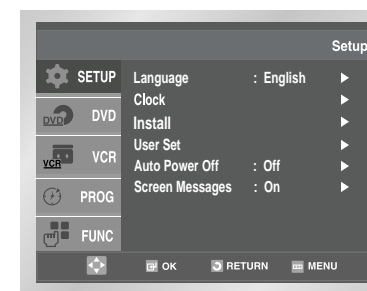 Setup
SETUP
DVD DVD
VCR VCR
PROG
FUNC
Language : English
Clock
Install
User Set
Auto Power Off : Off
Screen Messages : On
OK RETURN MENU